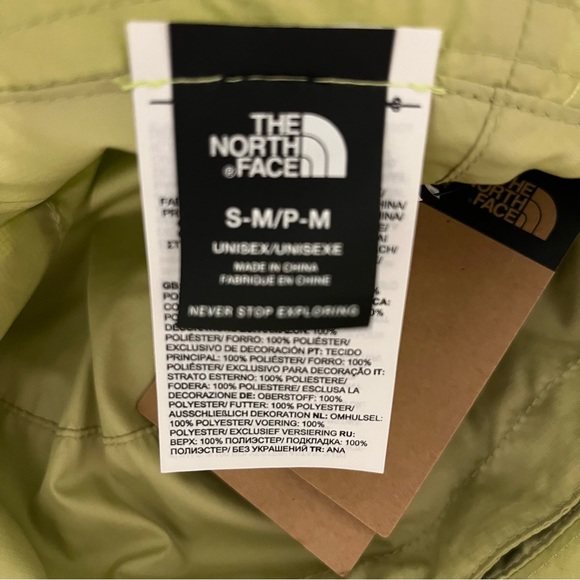 THE
NORTH
FACE
S-M/P-M
UNISEX/UNISEXE
MADE IN CHINA
FABRIQUÉ EN CHINE
NEVER STOP EXPLORING
POLIÉSTER/ FORRO: 100% POLIÉSTER/
EXCLUSIVO DE DECORACIÓN PT: TECIDO
PRINCIPAL: 100% POLIÉSTER/ FORRO: 100%
POLIÉSTER/ EXCLUSIVO PARA DECORAÇÃO IT:
STRATO ESTERNO: 100% POLIESTERE/
FODERA: 100% POLIESTERE/ ESCLUSA LA
DECORAZIONE DE: OBERSTOFF: 100%
POLYESTER/ FUTTER: 100% POLYESTER/
AUSSCHLIEßLICH DEKORATION NL: OMHULSEL:
100% POLYESTER/ VOERING: 100%
POLYESTER/ EXCLUSIEF VERSIERING RU:
ВЕРХ: 100% ПОЛИЭСТЕР/ ПОДКЛАДКА: 100%
ПОЛИЭСТЕР/ БЕЗ УКРАШЕНИЙ TR: ANA
THE
NORTH
FACE